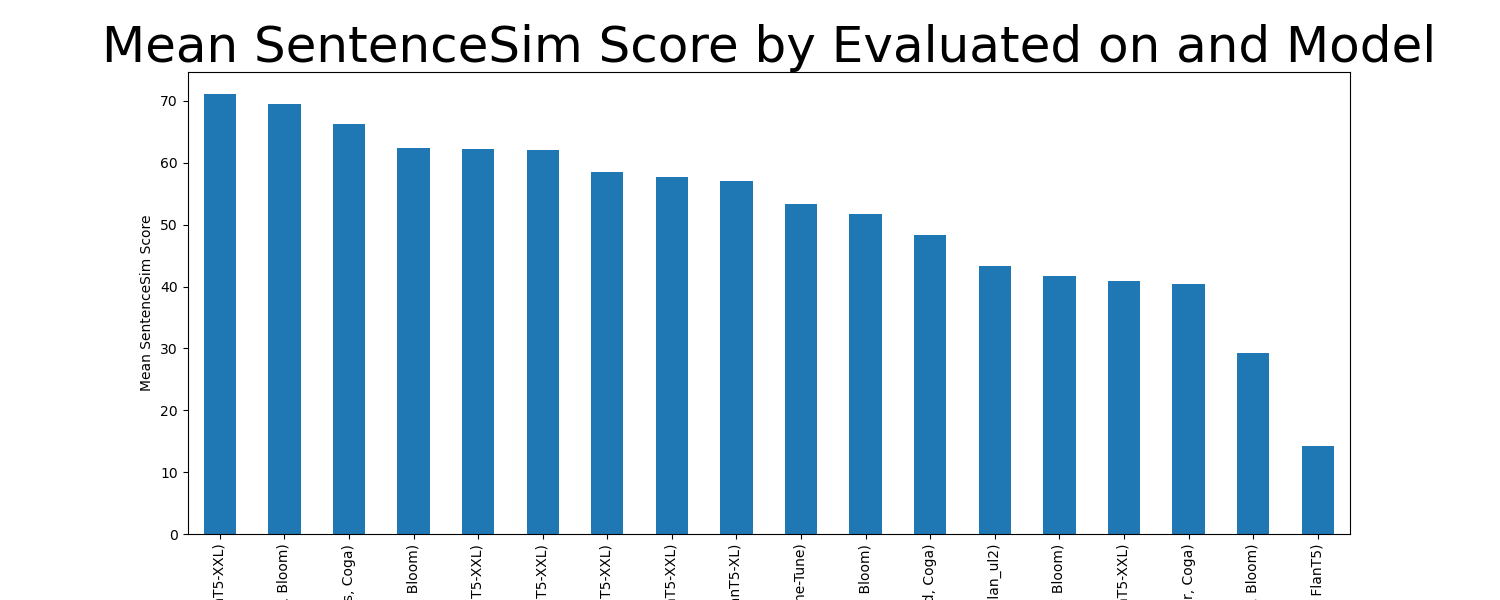 Mean SentenceSim Score by Evaluated on and Model
Mean SentenceSim Score
70
60
50
40
30
20
10
0
T5-XXL)
Bloom)
, Coga)
Bloom)
T5-XXL)
T5-XXL)
T5-XXL)
T5-XXL)
nT5-XL)
ne-Tune)
Bloom)
d, Coga)
lan_ul2)
Bloom)
T5-XXL)
r, Coga)
Bloom)
FlanT5)